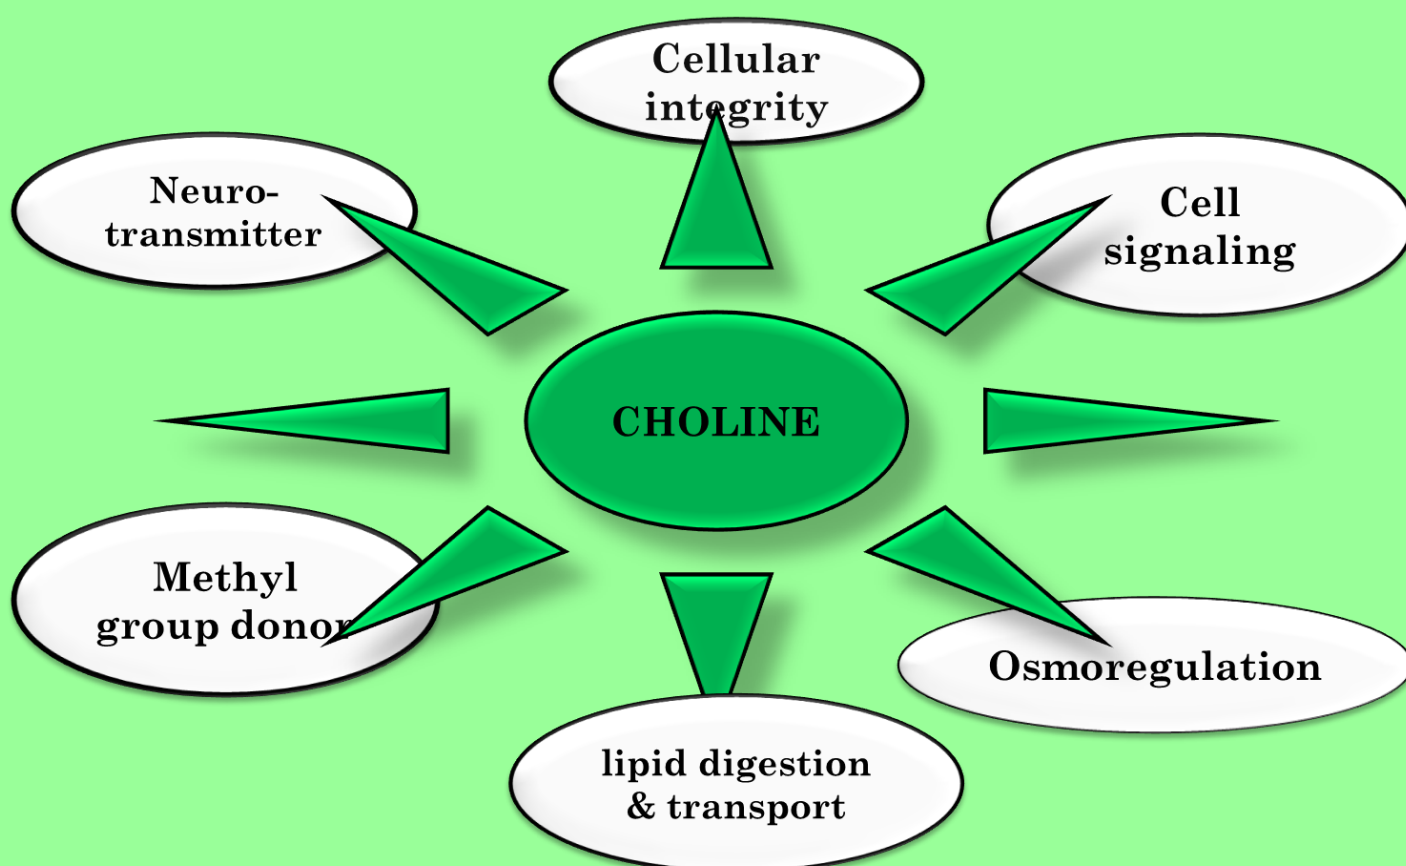 Cellular
integrity
Neuro-
transmitter
Cell
signaling
CHOLINE
Methyl
group donor
Osmoregulation
lipid digestion
& transport